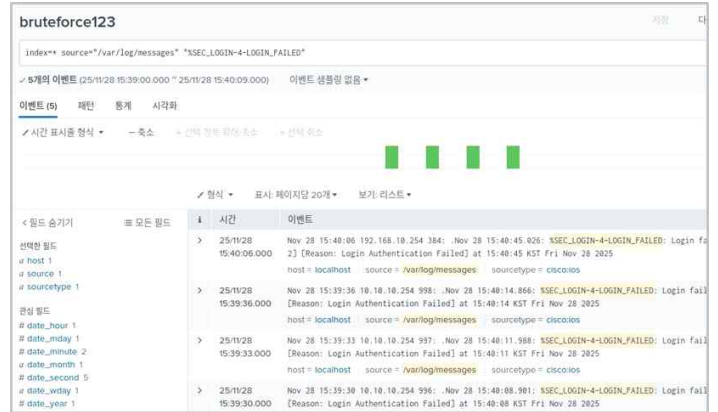 bruteforce123
저장
다
index=* source="/var/log/messages" "%SEC_LOGIN-4-LOGIN_FAILED"
✓ 5개의 이벤트 (25/11/28 15:39:00.000 ~ 25/11/28 15:40:09.000) 이벤트 샘플링 없음
이벤트 (5) 패턴 통계 시각화
시간 표시줄 형식 — 축소 + 선택 취소
형식 표시: 페이지당 20개 보기: 리스트
< 필드 숨기기 모든 필드
i 시간 이벤트
선택한 필드
a host 1
a source 1
a sourcetype 1
관심 필드
# date_hour 1
# date_mday 1
# date_minute 2
a date_month 1
# date_second 5
a date_wday 1
# date_year 1
> 25/11/28 Nov 28 15:40:06 192.168.10.254 384: .Nov 28 15:40:45.026: %SEC_LOGIN-4-LOGIN_FAILED: Login fa
15:40:06.000 2] [Reason: Login Authentication Failed] at 15:40:45 KST Fri Nov 28 2025
host = localhost source = /var/log/messages sourcetype = cisco:ios
> 25/11/28 Nov 28 15:39:36 10.10.10.254 998: .Nov 28 15:40:14.866: %SEC_LOGIN-4-LOGIN_FAILED: Login fail
15:39:36.000 [Reason: Login Authentication Failed] at 15:40:14 KST Fri Nov 28 2025
host = localhost source = /var/log/messages sourcetype = cisco:ios
> 25/11/28 Nov 28 15:39:33 10.10.10.254 997: .Nov 28 15:40:11.988: %SEC_LOGIN-4-LOGIN_FAILED: Login fail
15:39:33.000 [Reason: Login Authentication Failed] at 15:40:11 KST Fri Nov 28 2025
host = localhost source = /var/log/messages sourcetype = cisco:ios
> 25/11/28 Nov 28 15:39:30 10.10.10.254 996: .Nov 28 15:40:08.901: %SEC_LOGIN-4-LOGIN_FAILED: Login fail
15:39:30.000 [Reason: Login Authentication Failed] at 15:40:08 KST Fri Nov 28 2025